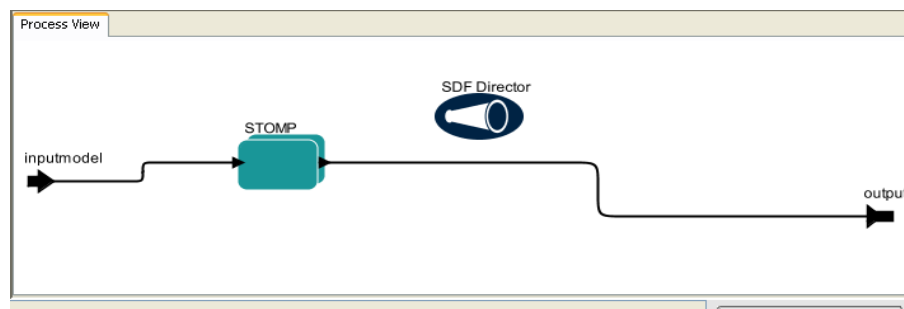 Process View
SDF Director
STOMP
inputmodel
output